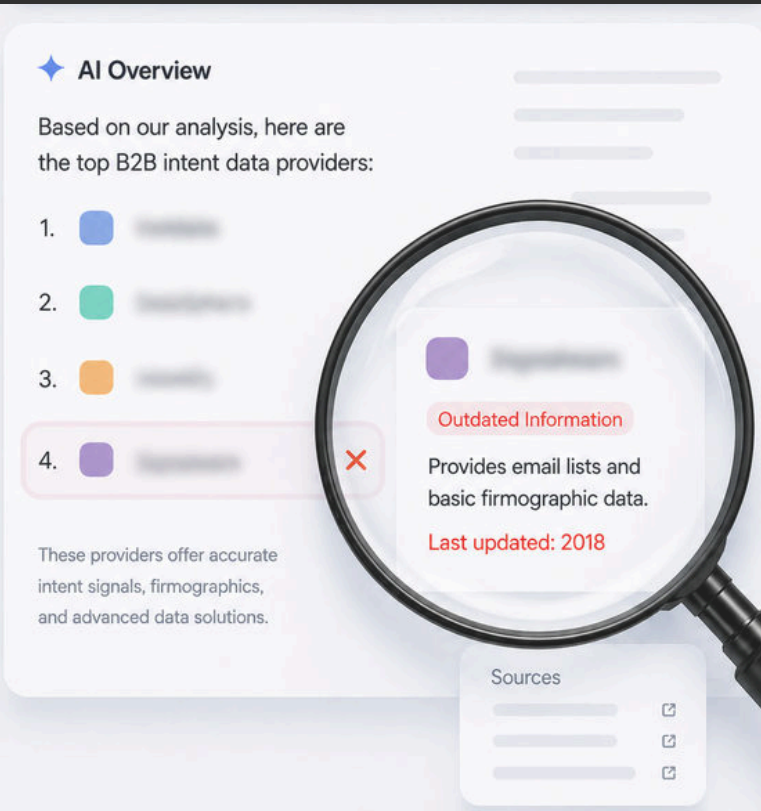 AI Overview
Based on our analysis, here are
the top B2B intent data providers:
1.
2.
3.
4.
Outdated Information
Provides email lists and
basic firmographic data.
Last updated: 2018
These providers offer accurate
intent signals, firmographics,
and advanced data solutions.
Sources